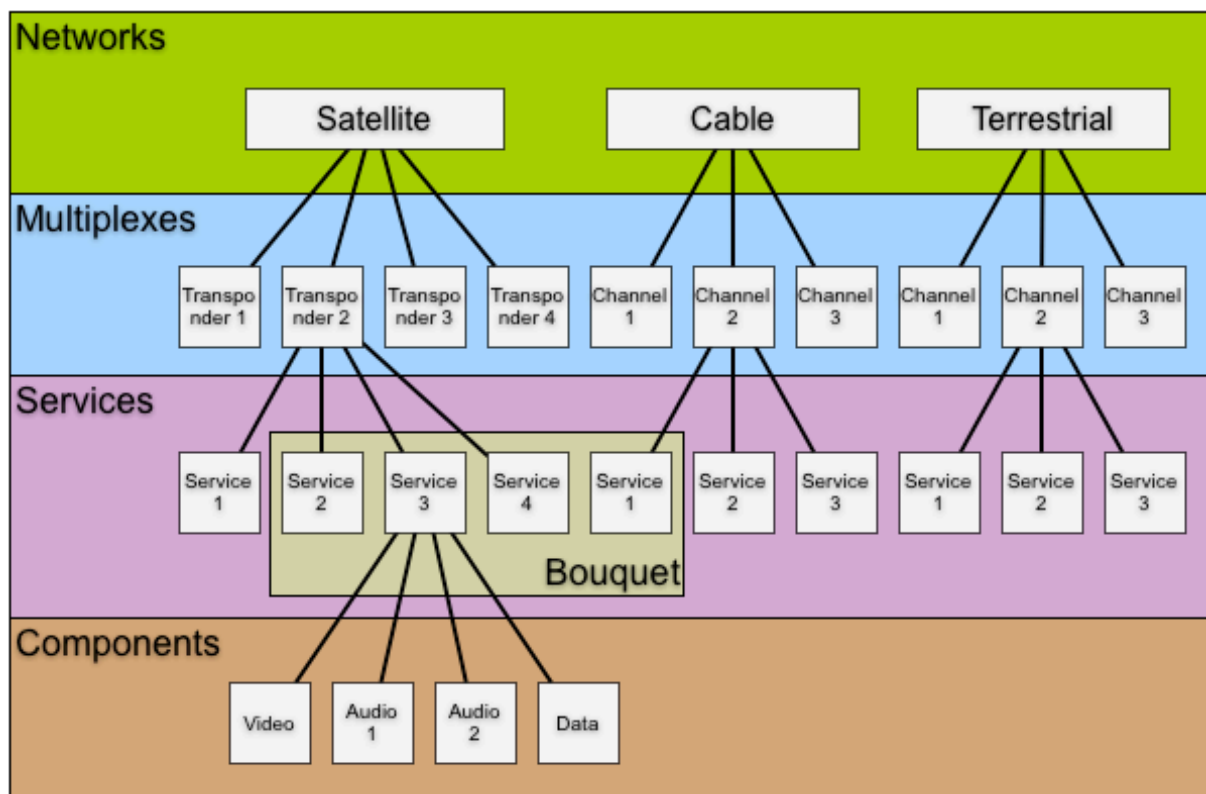 Networks
Satellite
Cable
Terrestrial
Multiplexes
Transpo
nder 1
Transpo
nder 2
Transpo
nder 3
Transpo
nder 4
Channel
1
Channel
2
Channel
3
Channel
1
Channel
2
Channel
3
Services
Service
1
Service
2
Service
3
Service
4
Service
1
Service
2
Service
3
Service
1
Service
2
Service
3
Bouquet
Components
Video
Audio
1
Audio
2
Data